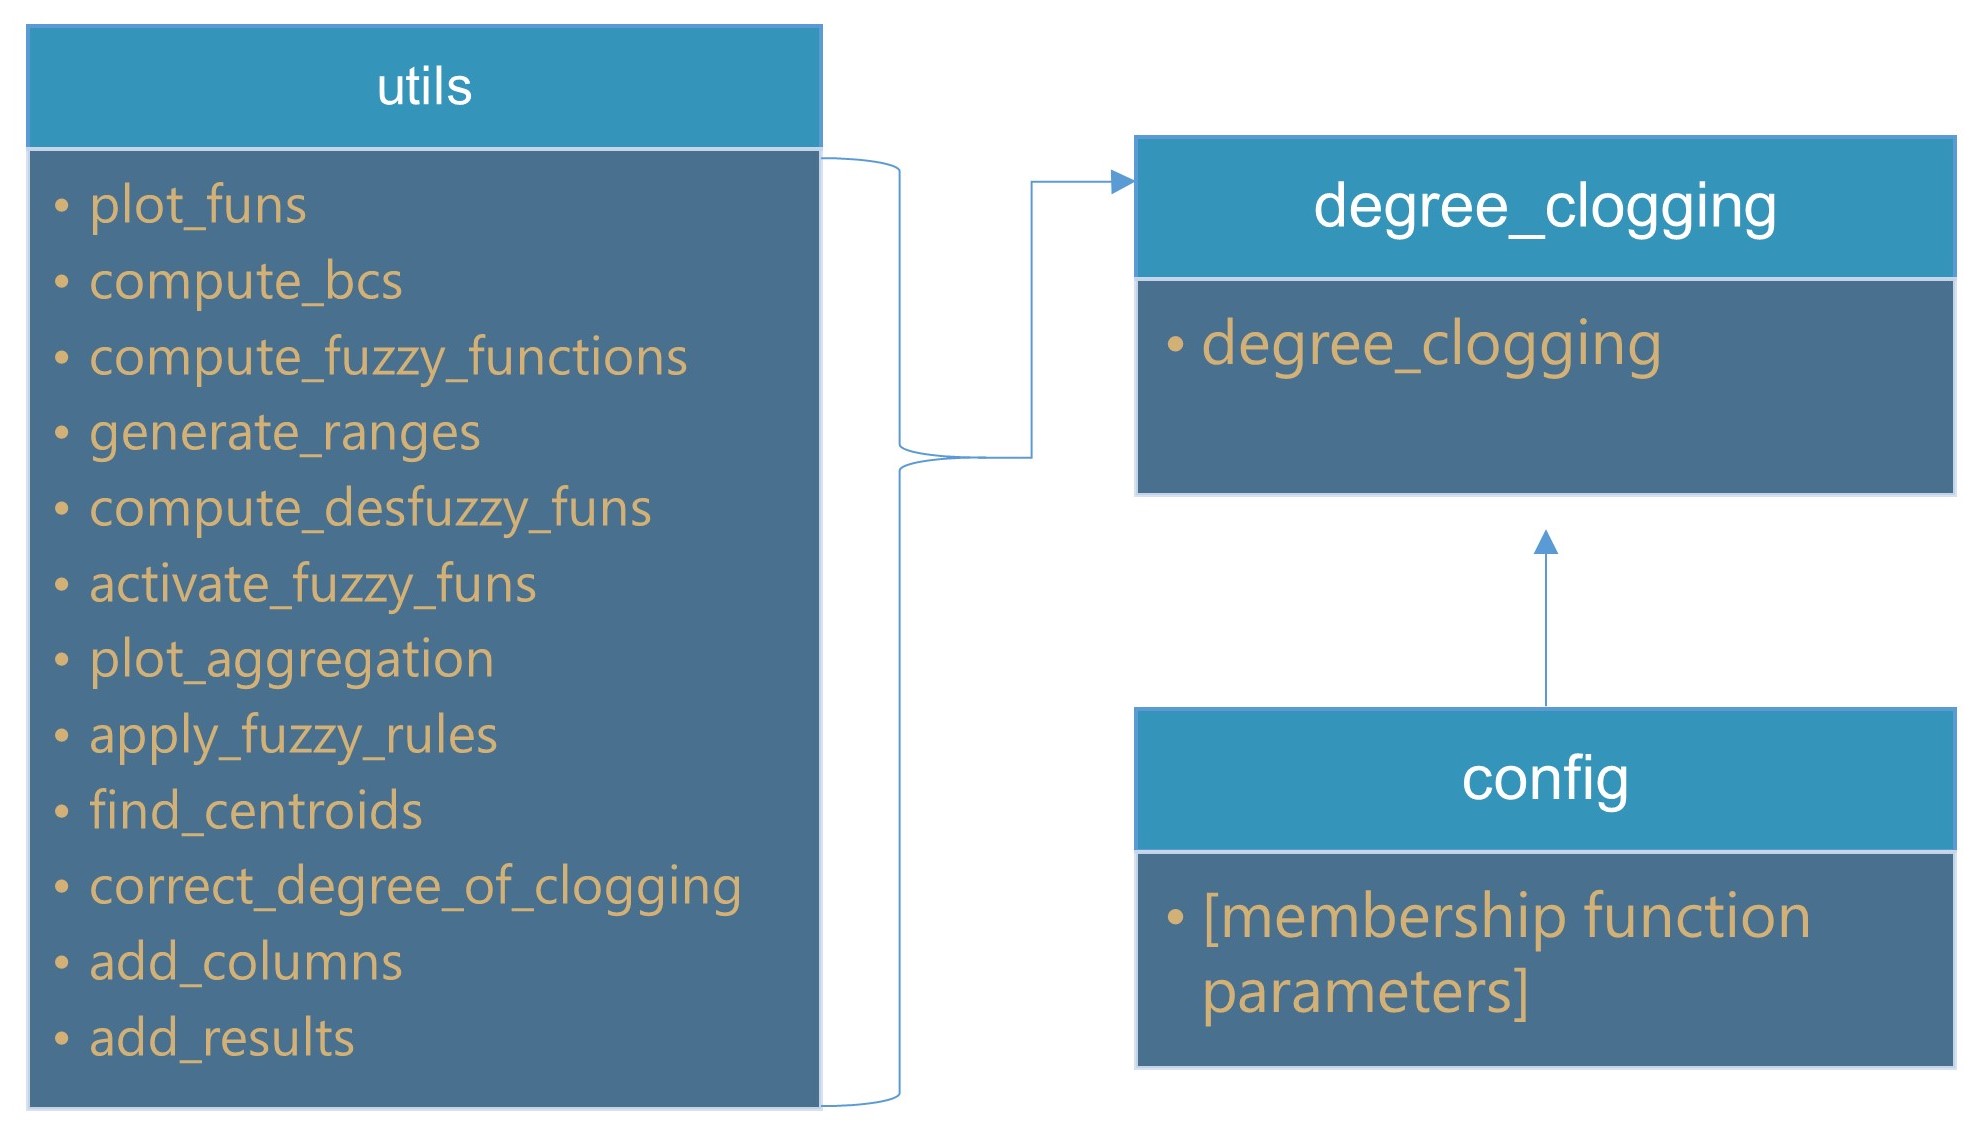 utils
• plot_funs
• compute_bcs
• compute_fuzzy_functions
• generate_ranges
• compute_desfuzzy_funs
• activate_fuzzy_funs
• plot_aggregation
• apply_fuzzy_rules
• find_centroids
• correct_degree_of_clogging
• add_columns
• add_results
degree_clogging
• degree_clogging
config
• [membership function
parameters]